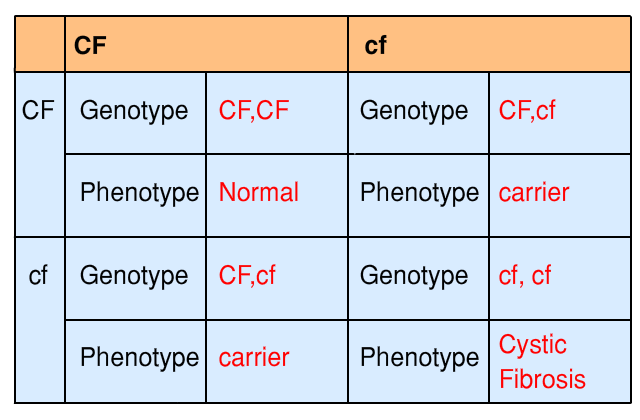 CF cf
CF Genotype CF,CF Genotype CF,cf
Phenotype Normal Phenotype carrier
cf Genotype CF,cf Genotype cf, cf
Phenotype carrier Phenotype Cystic
Fibrosis